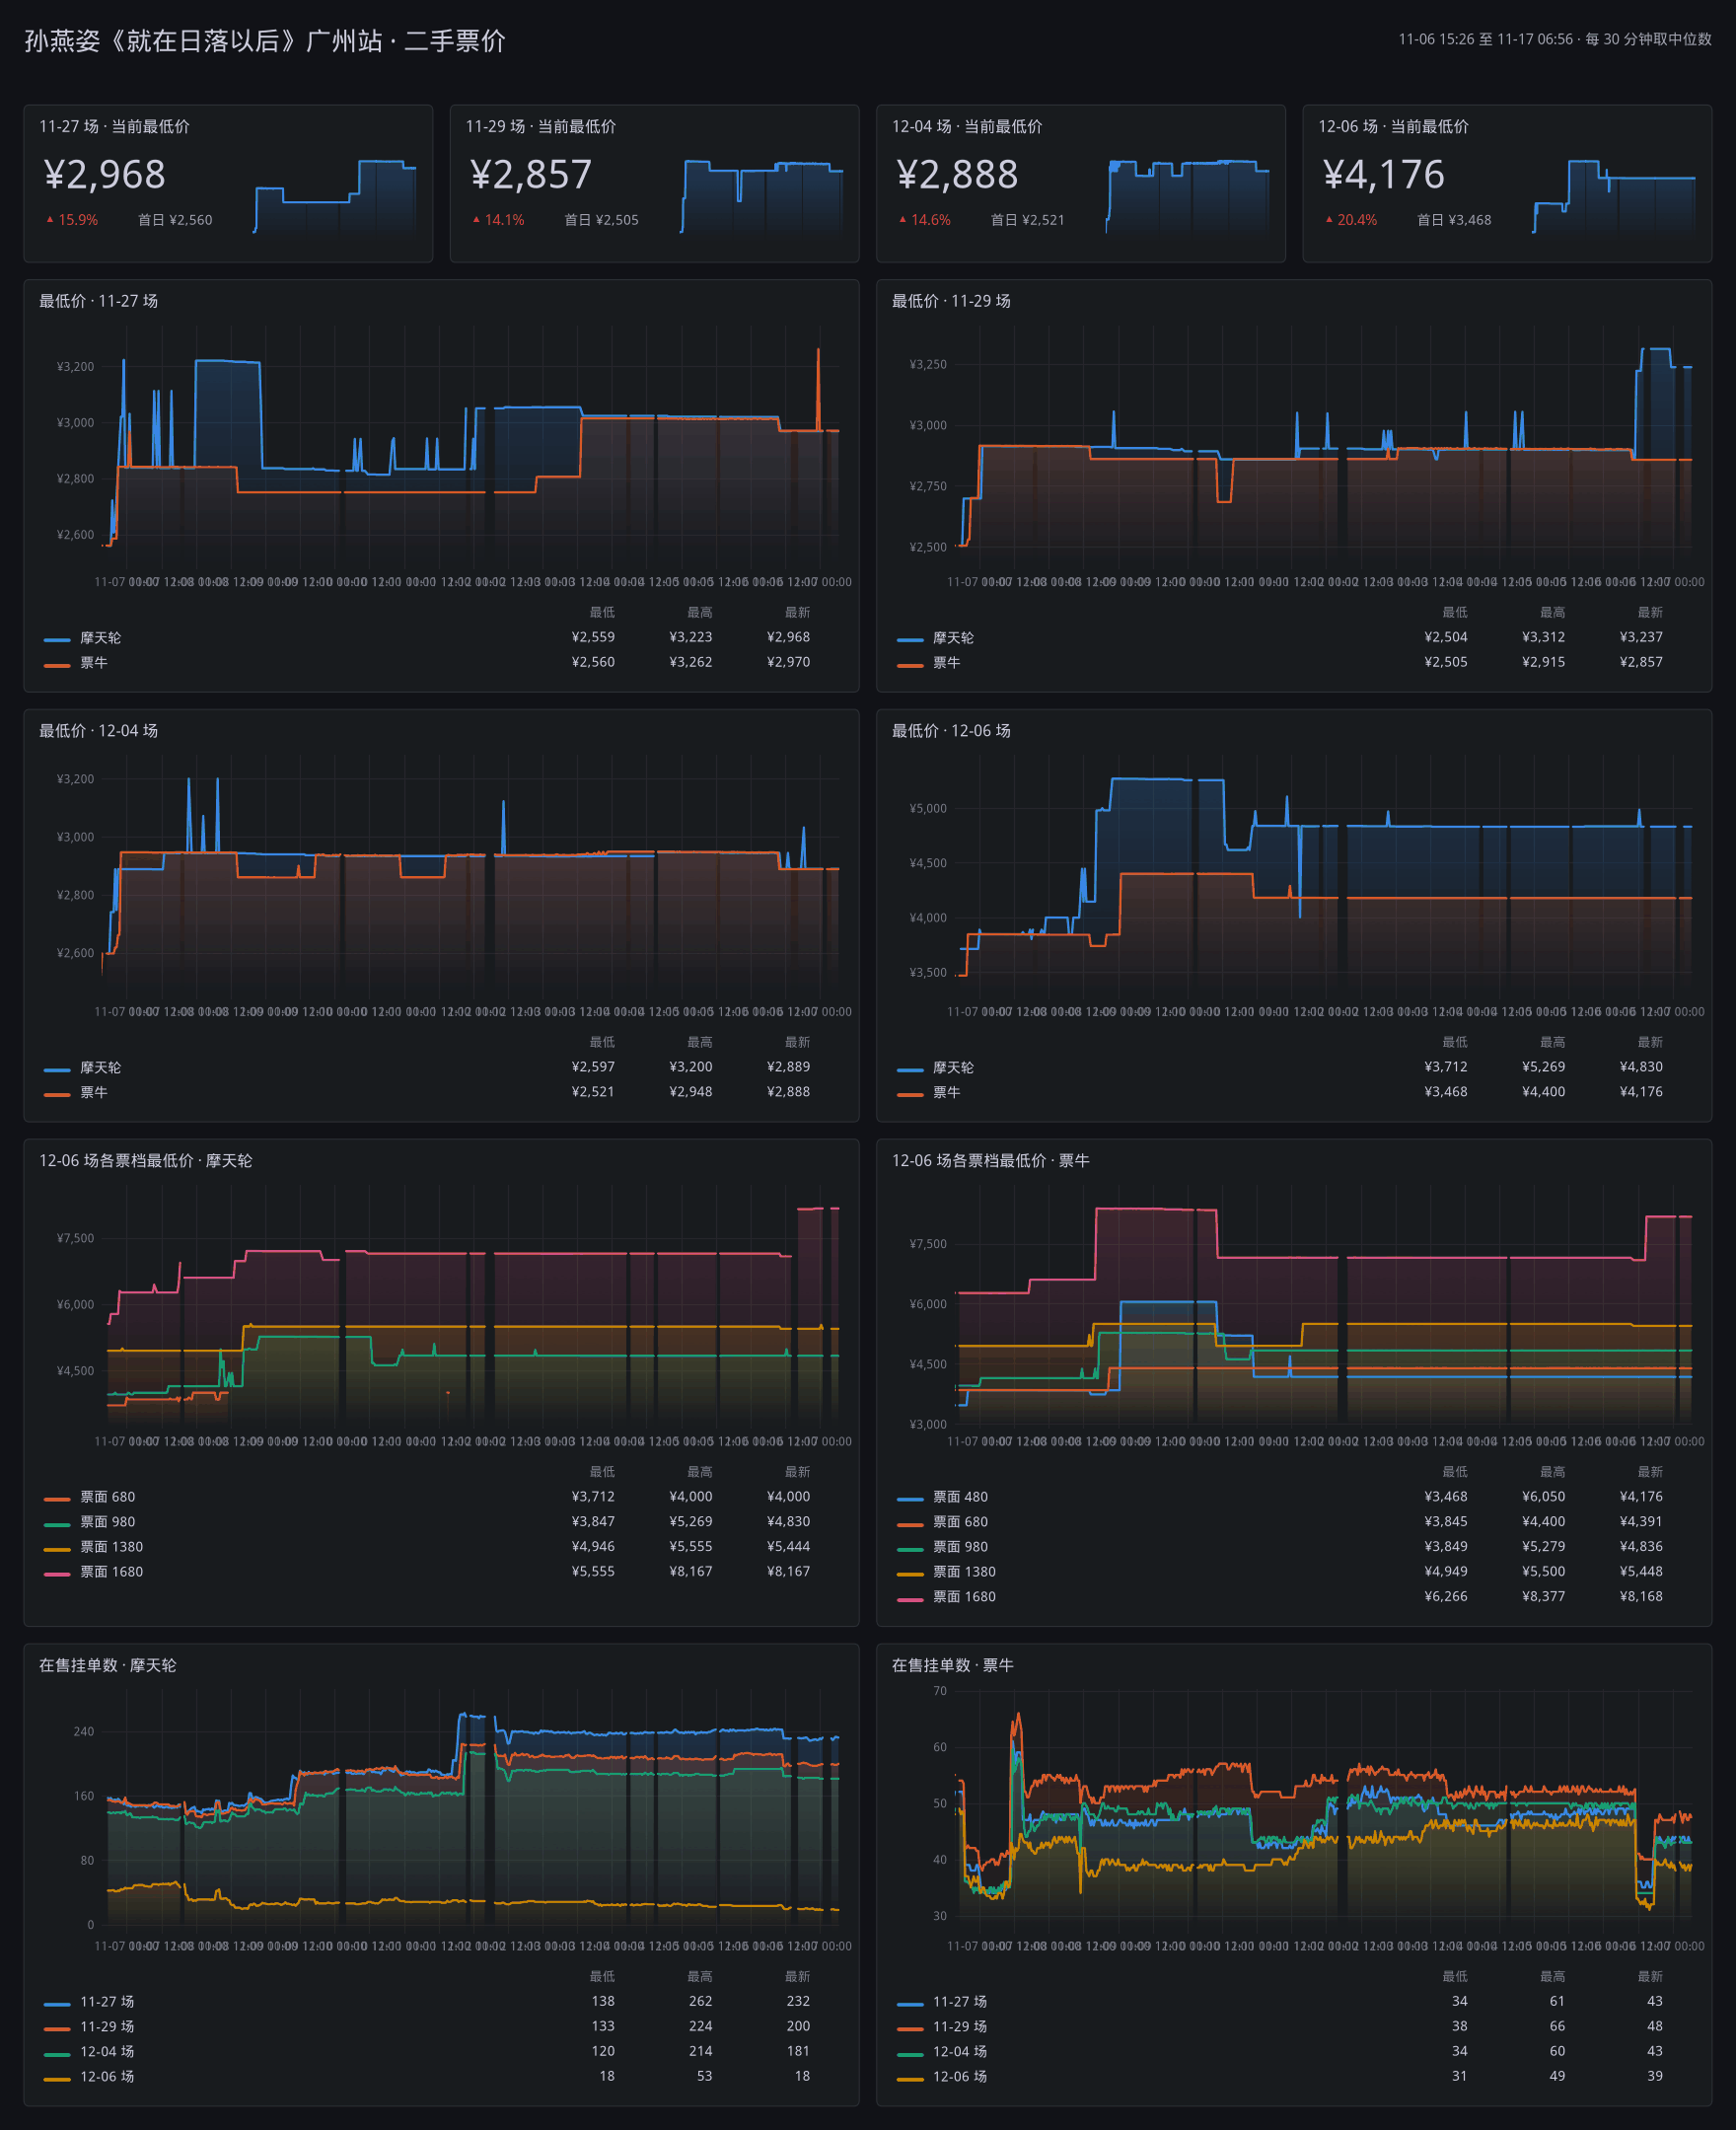 孙燕姿《就在日落以后》广州站 · 二手票价
11-06 15:26 至 11-17 06:56 · 每 30 分钟取中位数
11-27 场 · 当前最低价
¥2,968
▲ 15.9% 首日 ¥2,560
11-29 场 · 当前最低价
¥2,857
▲ 14.1% 首日 ¥2,505
12-04 场 · 当前最低价
¥2,888
▲ 14.6% 首日 ¥2,521
12-06 场 · 当前最低价
¥4,176
▲ 20.4% 首日 ¥3,468
最低价 · 11-27 场
¥3,200
¥3,000
¥2,800
¥2,600
最低 最高 最新
摩天轮 ¥2,559 ¥3,223 ¥2,968
票牛 ¥2,560 ¥3,262 ¥2,970
最低价 · 11-29 场
¥3,250
¥3,000
¥2,750
¥2,500
最低 最高 最新
摩天轮 ¥2,504 ¥3,312 ¥3,237
票牛 ¥2,505 ¥2,915 ¥2,857
最低价 · 12-04 场
¥3,200
¥3,000
¥2,800
¥2,600
最低 最高 最新
摩天轮 ¥2,597 ¥3,200 ¥2,889
票牛 ¥2,521 ¥2,948 ¥2,888
最低价 · 12-06 场
¥5,000
¥4,500
¥4,000
¥3,500
最低 最高 最新
摩天轮 ¥3,712 ¥5,269 ¥4,830
票牛 ¥3,468 ¥4,400 ¥4,176
12-06 场各票档最低价 · 摩天轮
¥7,500
¥6,000
¥4,500
最低 最高 最新
票面 680 ¥3,712 ¥4,000 ¥4,000
票面 980 ¥3,847 ¥5,269 ¥4,830
票面 1380 ¥4,946 ¥5,555 ¥5,444
票面 1680 ¥5,555 ¥8,167 ¥8,167
12-06 场各票档最低价 · 票牛
¥7,500
¥6,000
¥4,500
¥3,000
最低 最高 最新
票面 480 ¥3,468 ¥6,050 ¥4,176
票面 680 ¥3,845 ¥4,400 ¥4,391
票面 980 ¥3,849 ¥5,279 ¥4,836
票面 1380 ¥4,949 ¥5,500 ¥5,448
票面 1680 ¥6,266 ¥8,377 ¥8,168
在售挂单数 · 摩天轮
240
160
80
0
最低 最高 最新
11-27 场 138 262 232
11-29 场 133 224 200
12-04 场 120 214 181
12-06 场 18 53 18
在售挂单数 · 票牛
70
60
50
40
30
最低 最高 最新
11-27 场 34 61 43
11-29 场 38 66 48
12-04 场 34 60 43
12-06 场 31 49 39